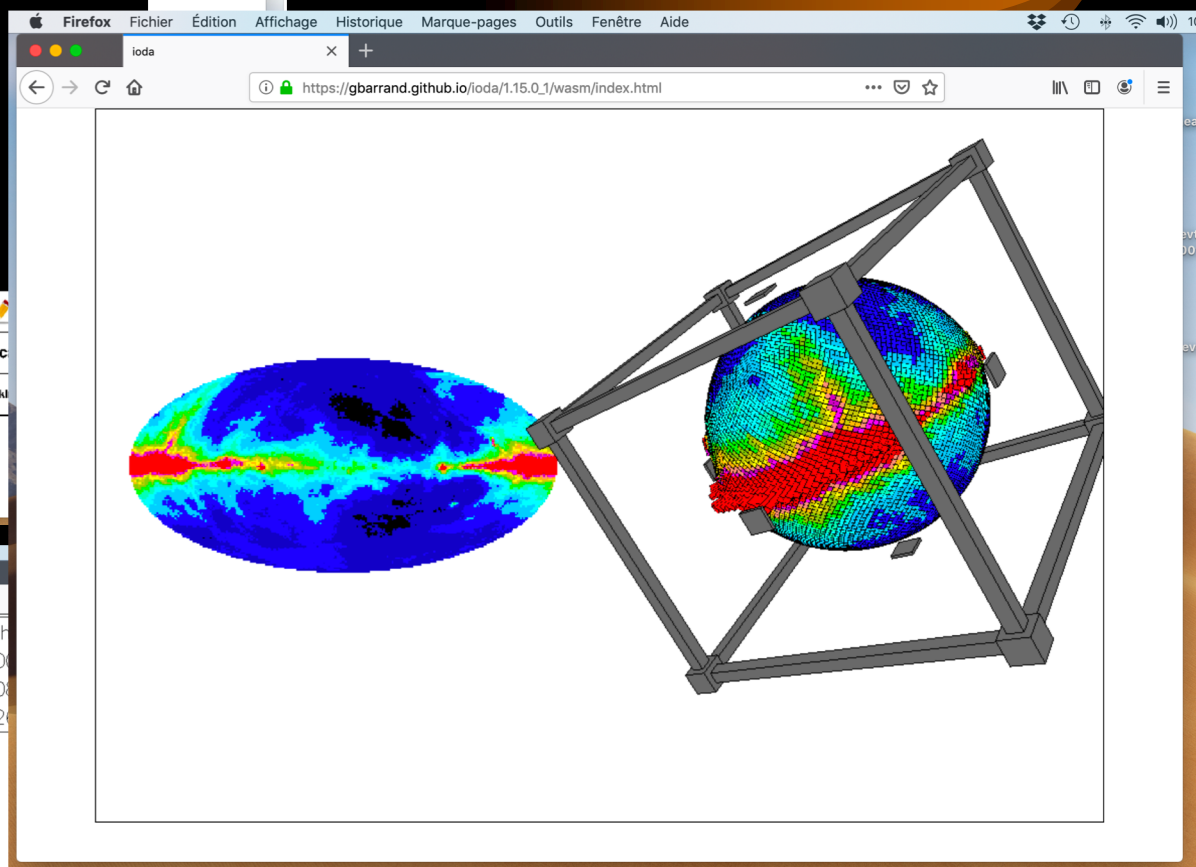 Firefox Fichier Édition Affichage Historique Marque-pages Outils Fenêtre Aide
ioda
https://gbarrand.github.io/ioda/1.15.0_1/wasm/index.html